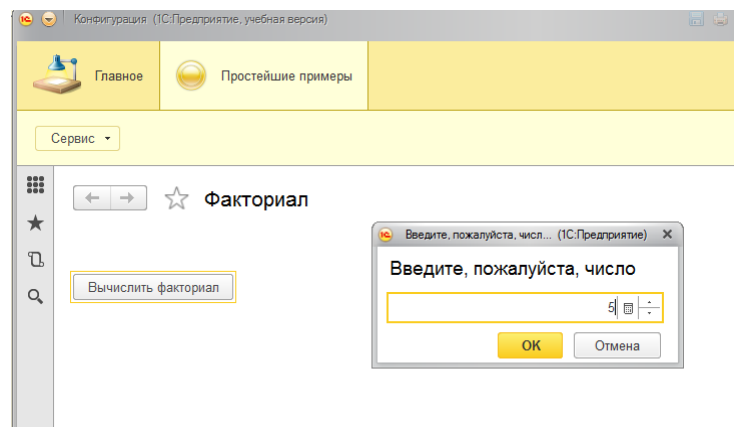 Конфигурация (1С:Предприятие, учебная версия)
Главное
Простейшие примеры
Сервис
Факториал
Введите, пожалуйста, числ... (1С:Предприятие)
Введите, пожалуйста, число
Вычислить факториал
5
ОК
Отмена